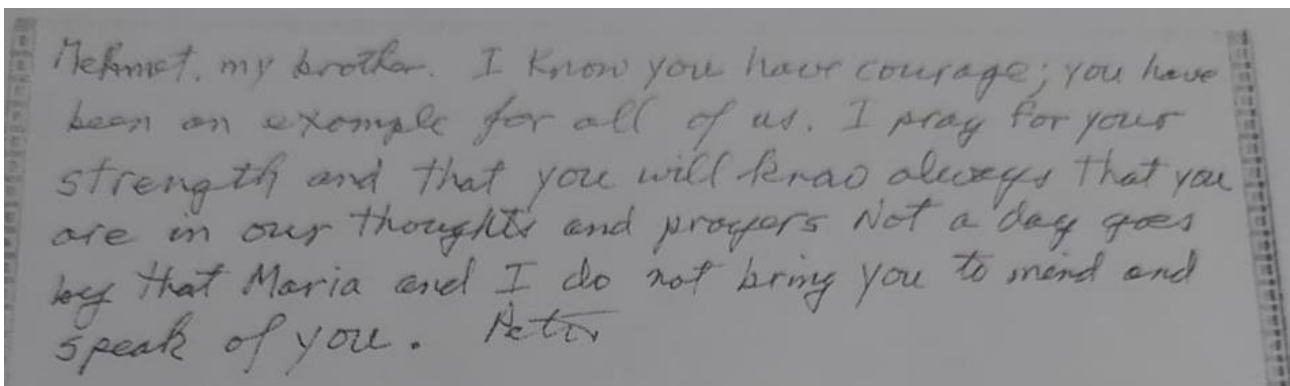 Mehmet, my brother. I know you have courage; you have
been an example for all of us. I pray for your
strength and that you will know always that you
are in our thoughts and prayers Not a day goes
by that Maria and I do not bring you to mind and
speak of you. Peter